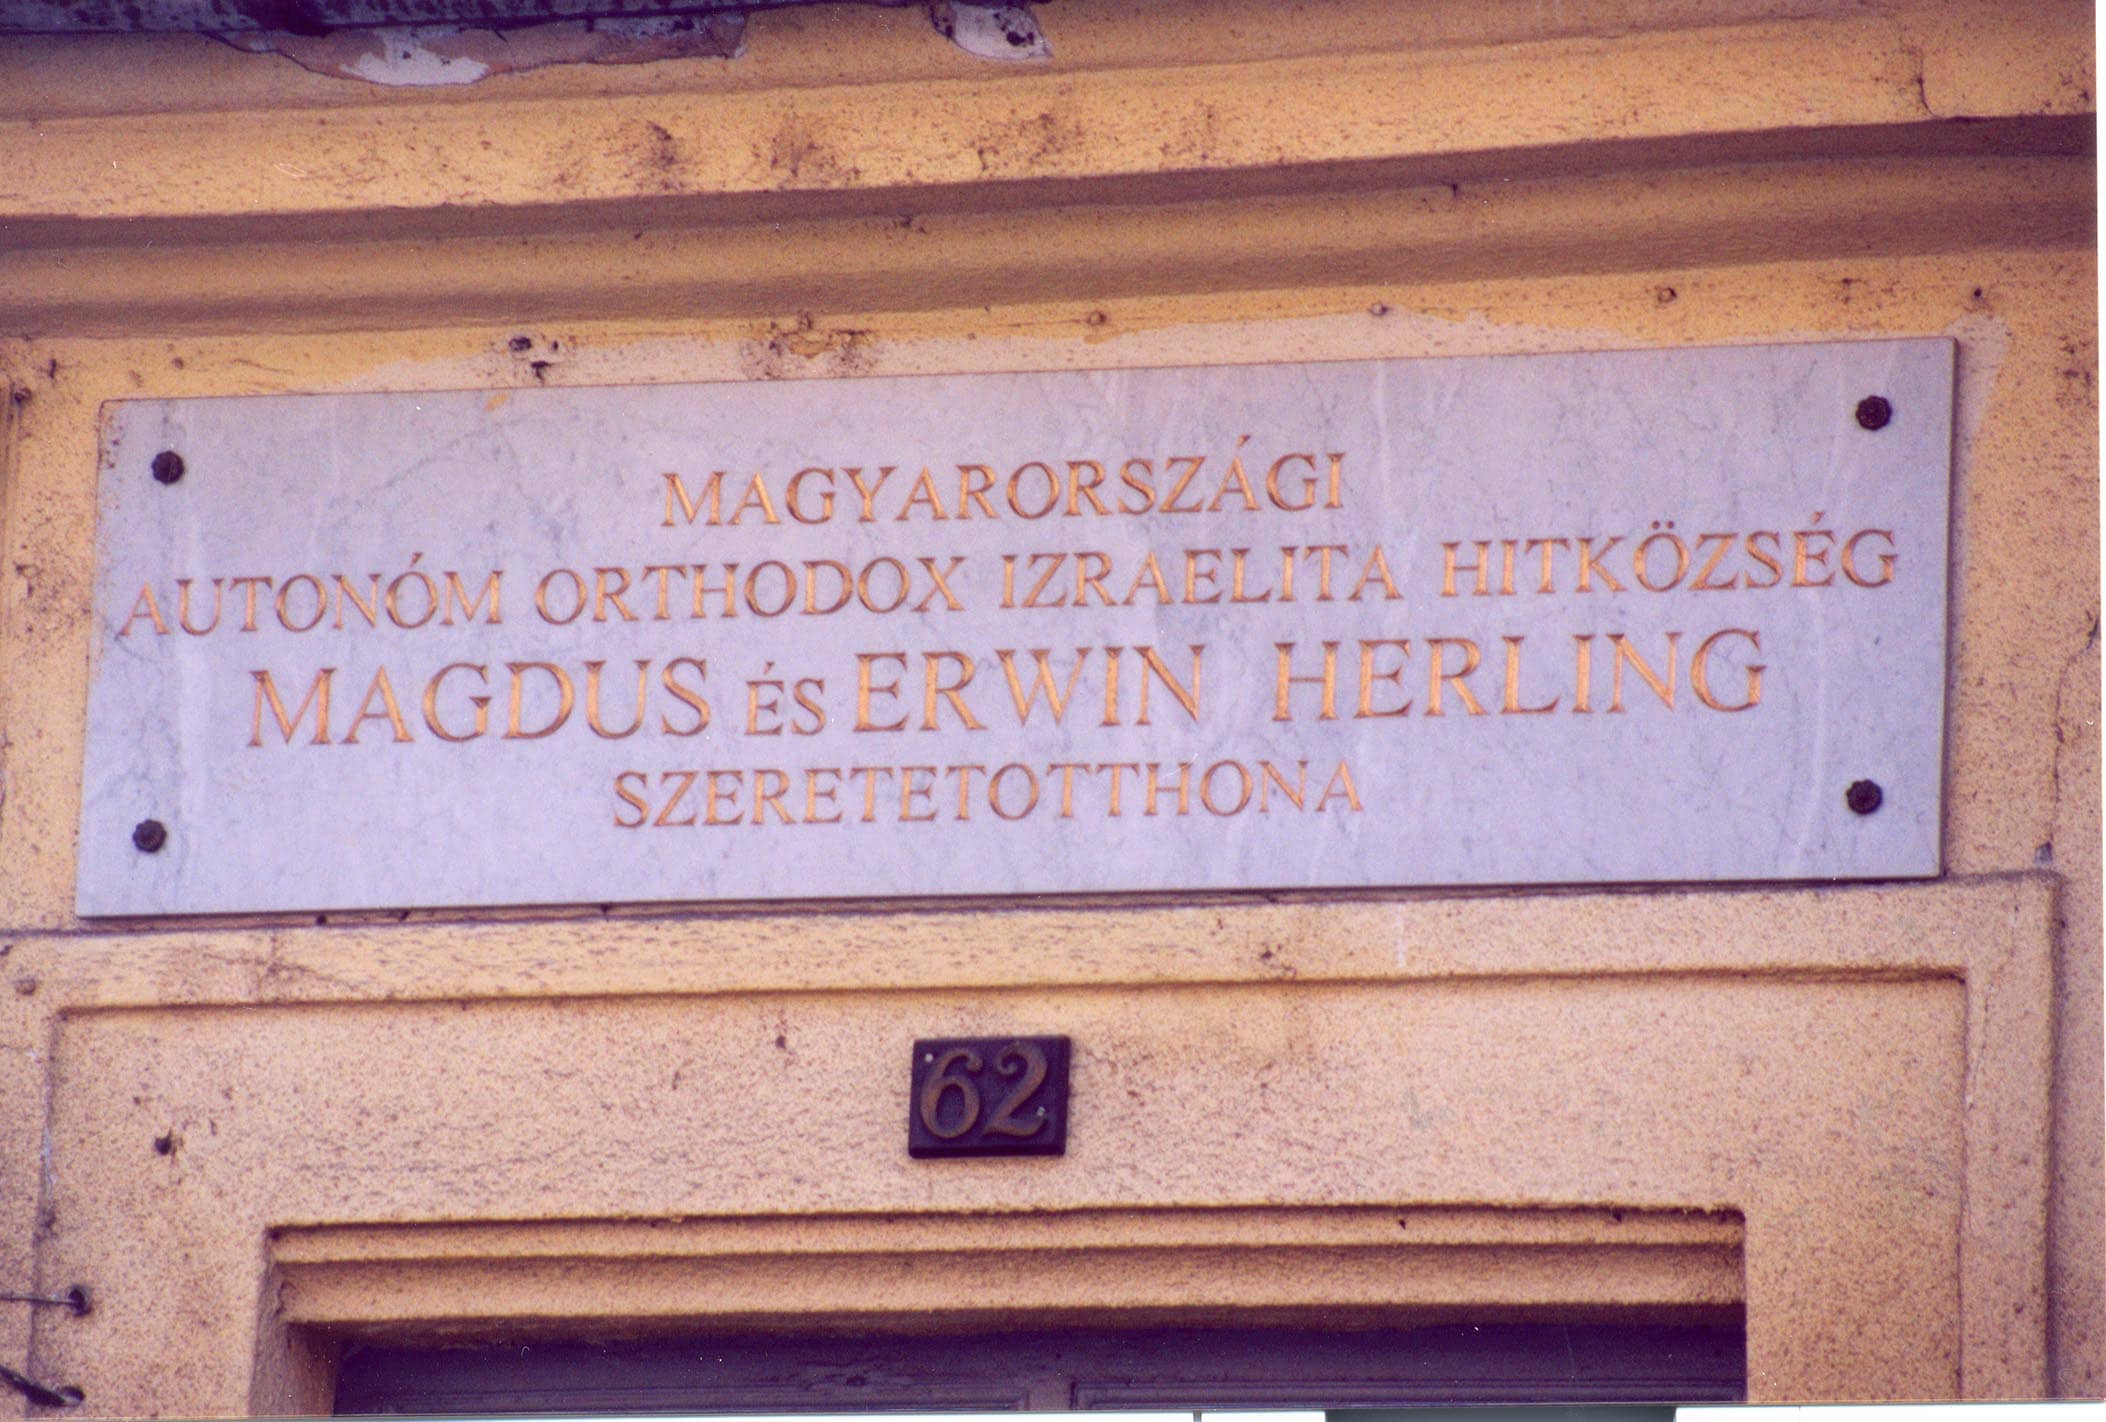 MAGYARORSZÁGI
AUTONÓM ORTHODOX IZRAELITA HITKÖZSÉG
MAGDUS ÉS ERWIN HERLING
SZERETETOTTHONA
62